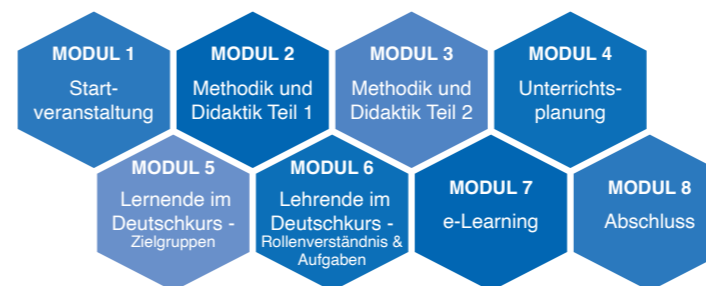 MODUL 1
Start-
veranstaltung
MODUL 2
Methodik und
Didaktik Teil 1
MODUL 3
Methodik und
Didaktik Teil 2
MODUL 4
Unterrichts-
planung
MODUL 5
Lernende im
Deutschkurs -
Zielgruppen
MODUL 6
Lehrende im
Deutschkurs -
Rollenverständnis &
Aufgaben
MODUL 7
e-Learning
MODUL 8
Abschluss